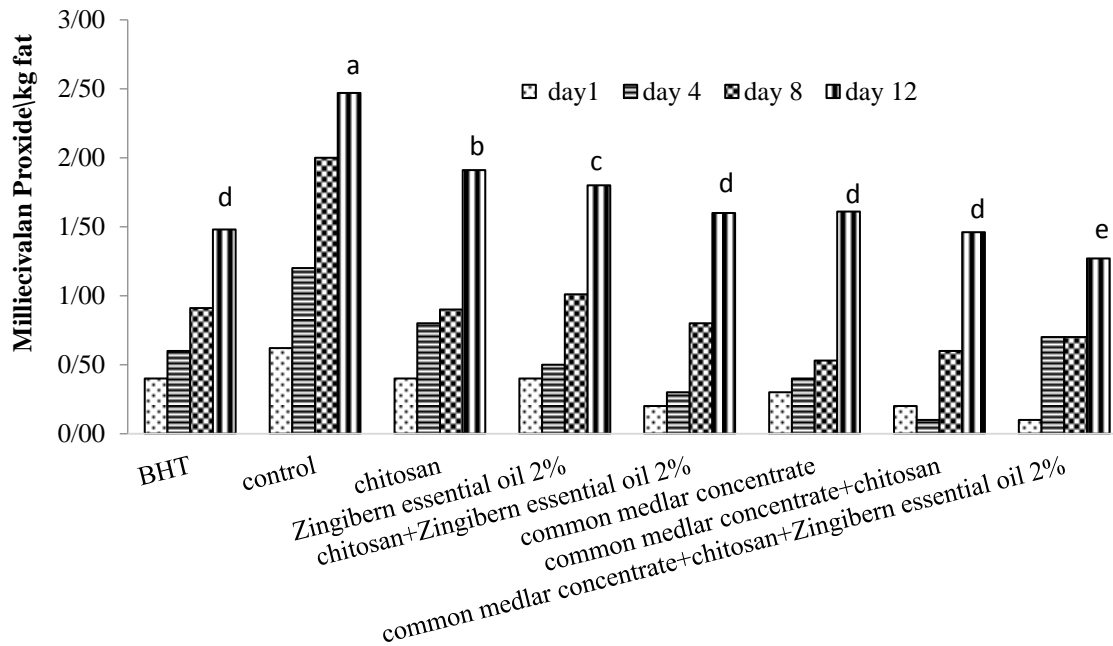 Milliecivalan Proxide\kg fat
3/00
2/50
2/00
1/50
1/00
0/50
0/00
day1 day 4 day 8 day 12
d
a
b
c
d
d
d
e
BHT
control
chitosan
Zingibern essential oil 2%
chitosan+Zingibern essential oil 2%
common medlar concentrate
common medlar concentrate+chitosan
common medlar concentrate+chitosan+Zingibern essential oil 2%